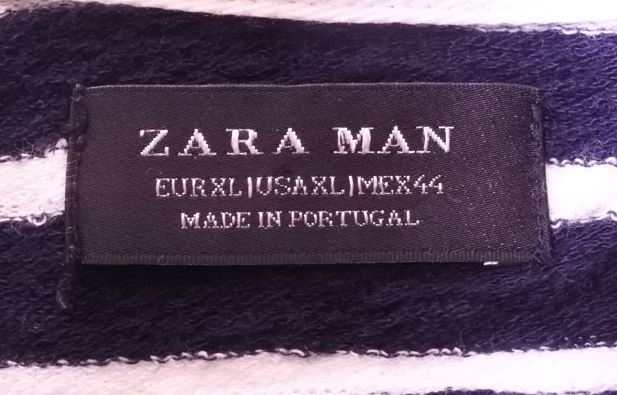 ZARA MAN
EUR XL|USA XL|MEX 44
MADE IN PORTUGAL